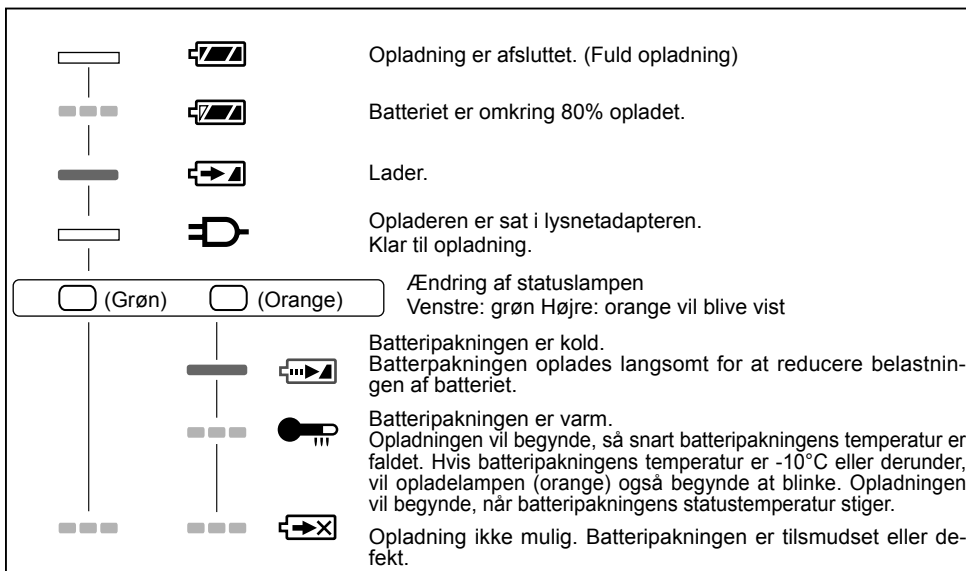 Opladning er afsluttet. (Fuld opladning)
Batteriet er omkring 80% opladet.
Lader.
Opladeren er sat i lysnetadapteren.
Klar til opladning.
(Grøn) (Orange)
Ændring af statuslampen
Venstre: grøn Højre: orange vil blive vist
Batteripakningen er kold.
Batterpakningen oplades langsomt for at reducere belastnin-
gen af batteriet.
Batteripakningen er varm.
Opladningen vil begynde, så snart batteripakningens temperatur er
faldet. Hvis batteripakningens temperatur er -10°C eller derunder,
vil opladelampen (orange) også begynde at blinke. Opladningen
vil begynde, når batteripakningens statustemperatur stiger.
Opladning ikke mulig. Batteripakningen er tilsmudset eller de-
fekt.